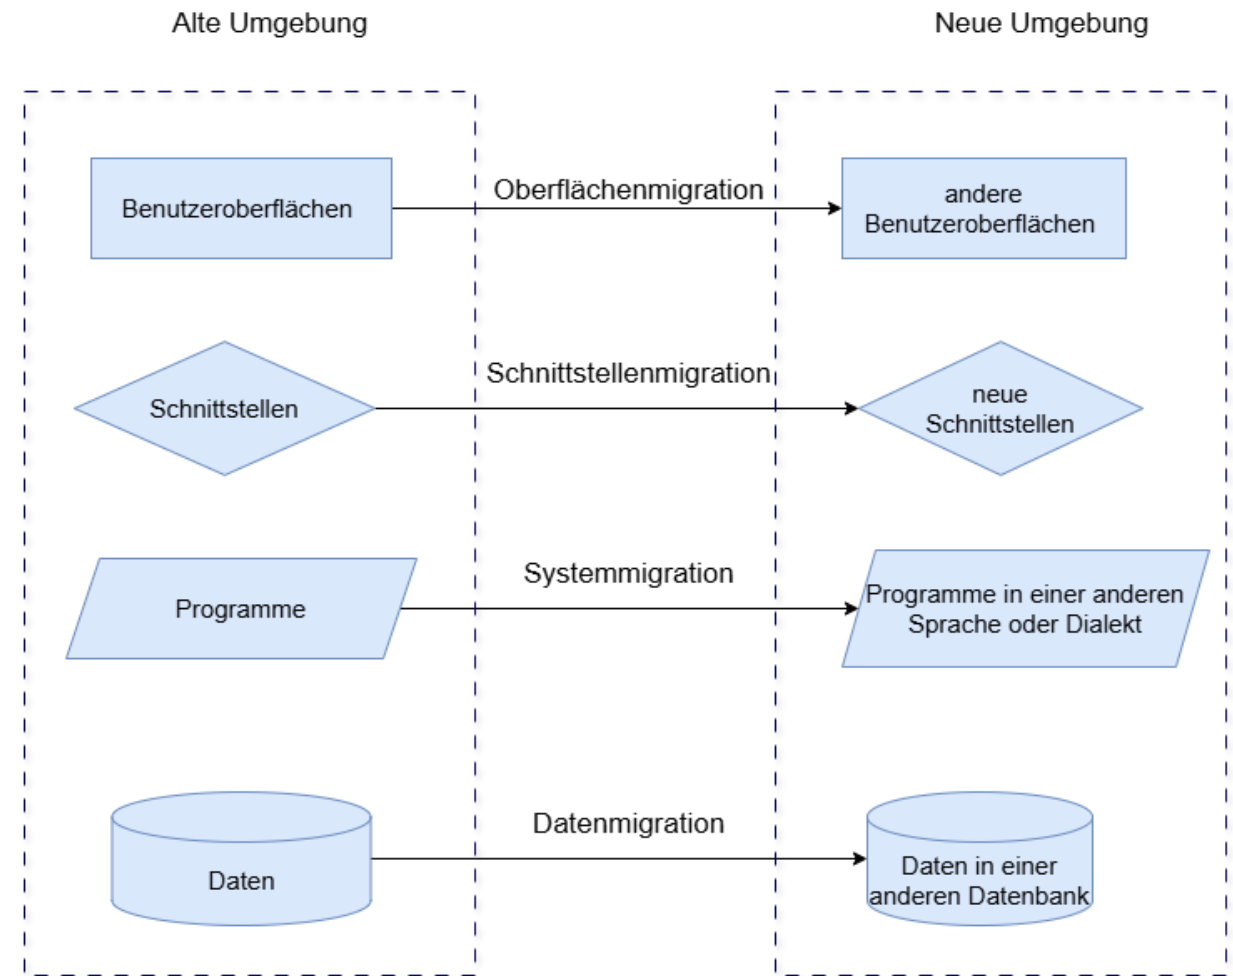 Alte Umgebung
Neue Umgebung
Benutzeroberflächen
Oberflächenmigration
andere
Benutzeroberflächen
Schnittstellen
Schnittstellenmigration
neue
Schnittstellen
Programme
Systemmigration
Programme in einer anderen
Sprache oder Dialekt
Daten
Datenmigration
Daten in einer
anderen Datenbank